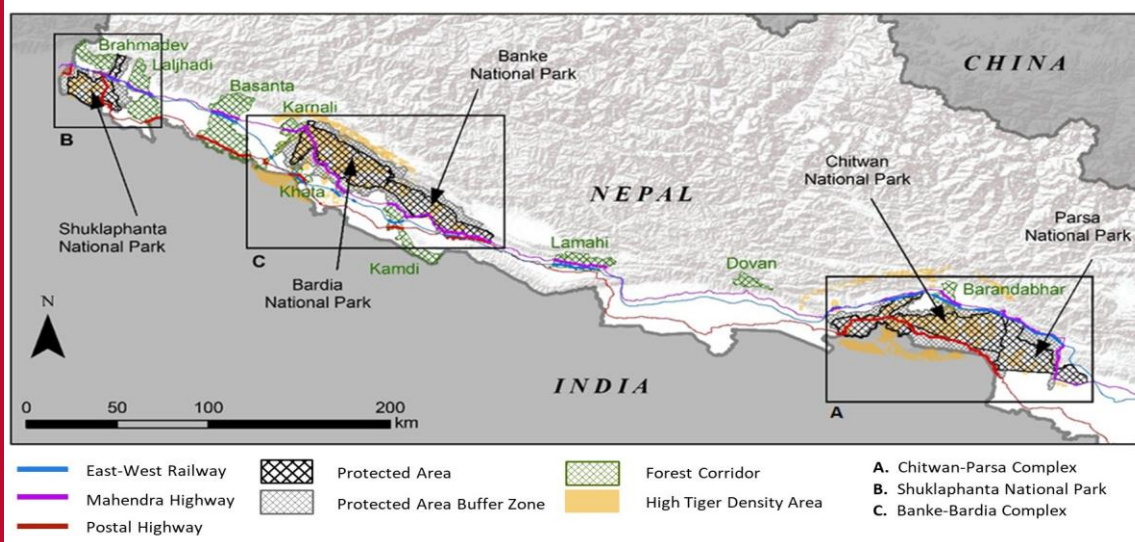 Brahmadev
Laljhadi
Basanta
Karnali
Banke
National Park
CHINA
B
Shuklaphanta
National Park
Khata
C
Bardia
National Park
Kamdi
NEPAL
Lamahi
Dovan
Chitwan
National Park
Parsa
National Park
Barandabhar
A
INDIA
N
0 50 100 200
km
East-West Railway
Mahendra Highway
Postal Highway
Protected Area
Protected Area Buffer Zone
Forest Corridor
High Tiger Density Area
A. Chitwan-Parsa Complex
B. Shuklaphanta National Park
C. Banke-Bardia Complex